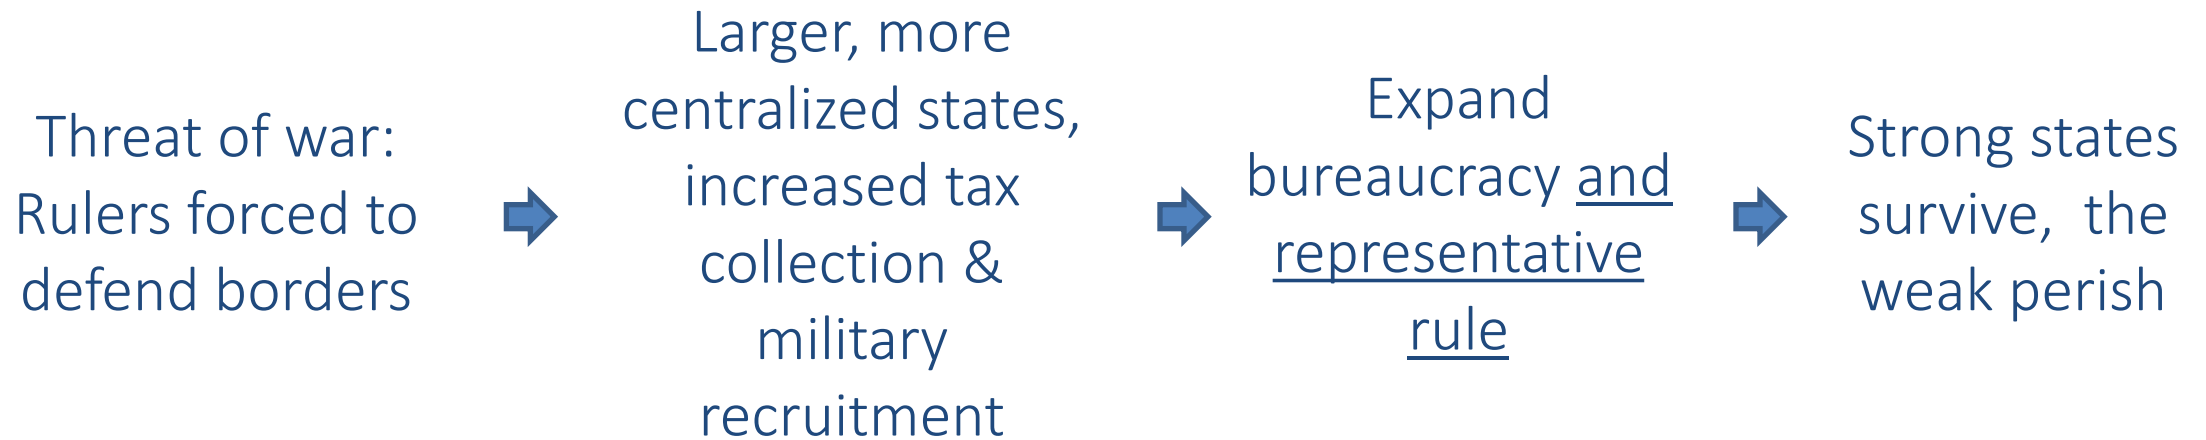 Threat of war:
Rulers forced to
defend borders
Larger, more
centralized states,
increased tax
collection &
military
recruitment
Expand
bureaucracy and
representative
rule
Strong states
survive,  the
weak perish